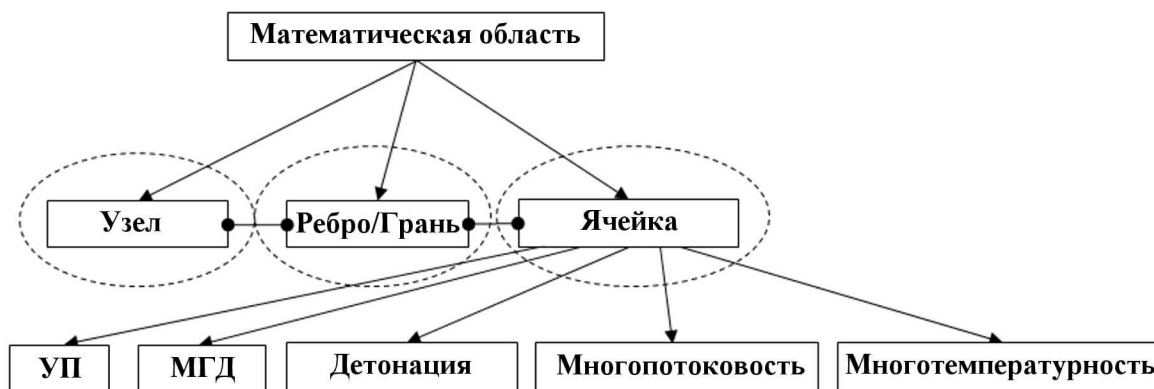 Математическая область
Узел
Ребро/Грань
Ячейка
УП
МГД
Детонация
Многопотоковость
Многотемпературность